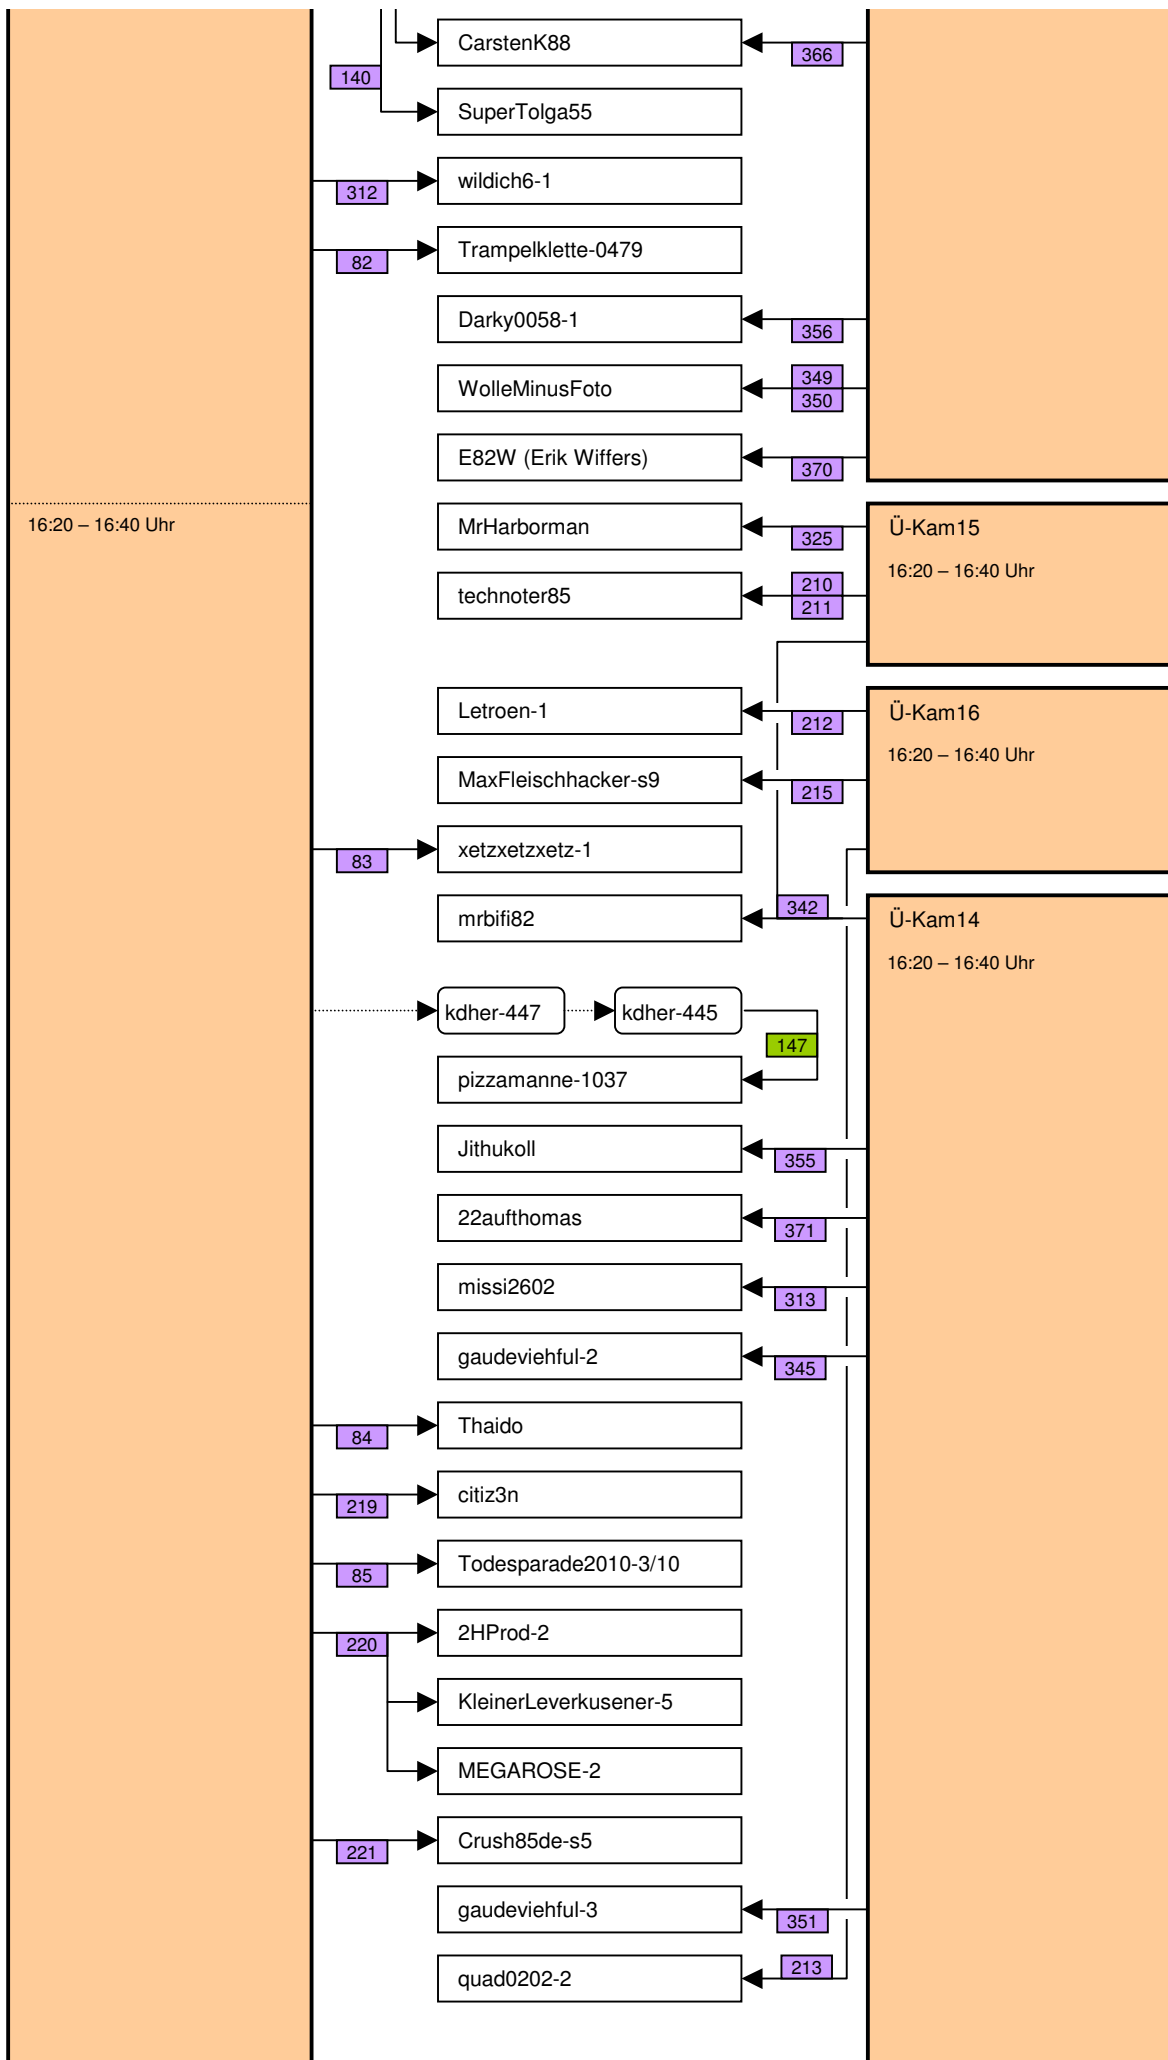 CarstenK88
366
140
SuperTolga55
wildich6-1
312
Trampelklette-0479
82
Darky0058-1
356
WolleMinusFoto
349
350
E82W (Erik Wiffers)
370
16:20 – 16:40 Uhr
MrHarborman
325
Ü-Kam15
16:20 – 16:40 Uhr
technoter85
210
211
Letroen-1
212
Ü-Kam16
16:20 – 16:40 Uhr
MaxFleischhacker-s9
215
xetzxetzxetz-1
83
mrbifi82
342
Ü-Kam14
16:20 – 16:40 Uhr
kdher-447
kdher-445
147
pizzamanne-1037
Jithukoll
355
22aufthomas
371
missi2602
313
gaudeviehful-2
345
Thaido
84
citiz3n
219
Todesparade2010-3/10
85
2HProd-2
220
KleinerLeverkusener-5
MEGAROSE-2
Crush85de-s5
221
gaudeviehful-3
351
quad0202-2
213